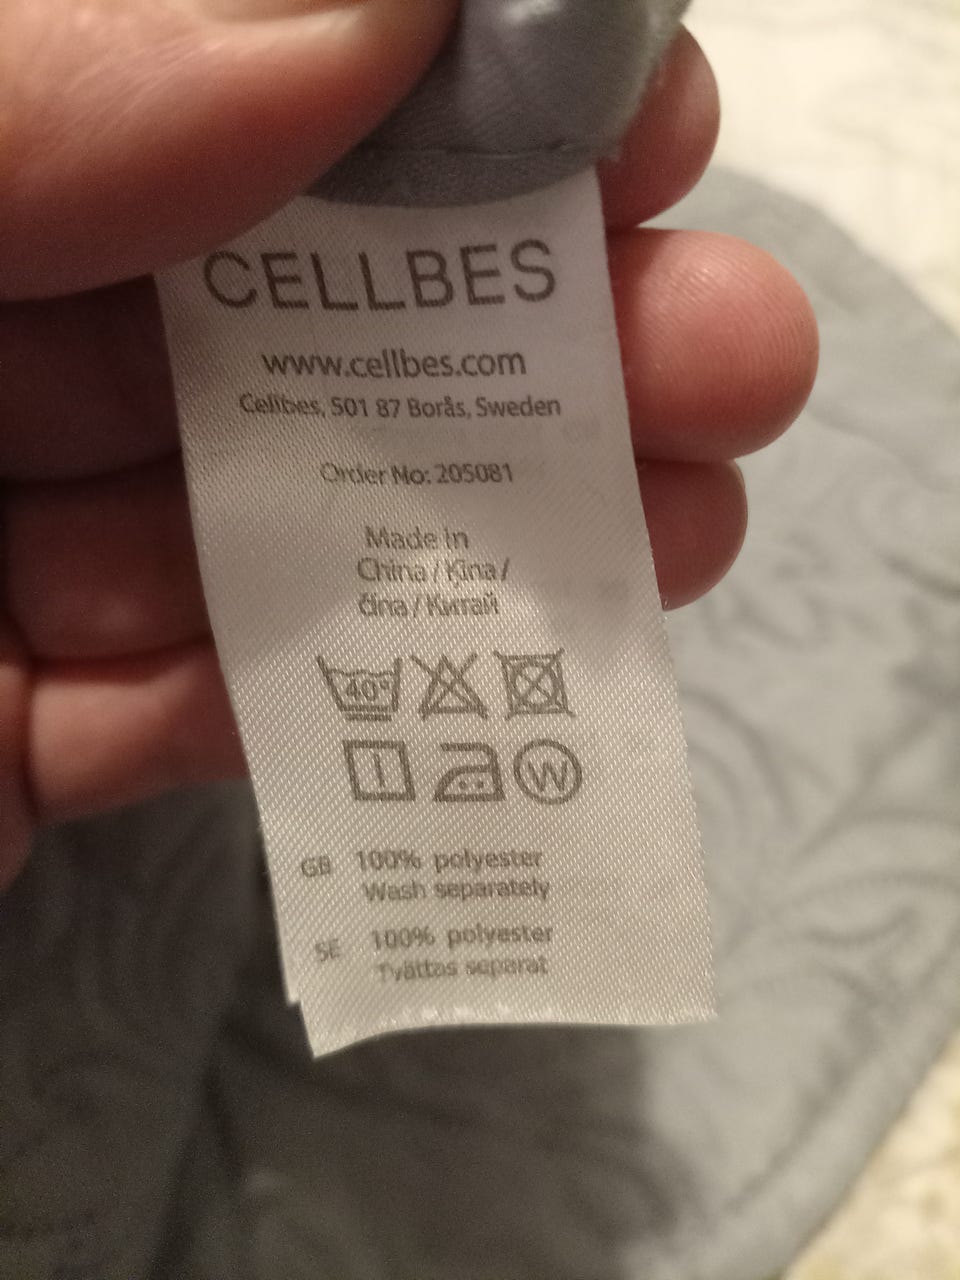 CELLBES
www.cellbes.com
Cellbes, 501 87 Borås, Sweden
Order No: 205081
Made in
China / Ķīna /
čína / Китай
40°
W
GB 100% polyester
Wash separately
SE 100% polyester
Tvättas separat